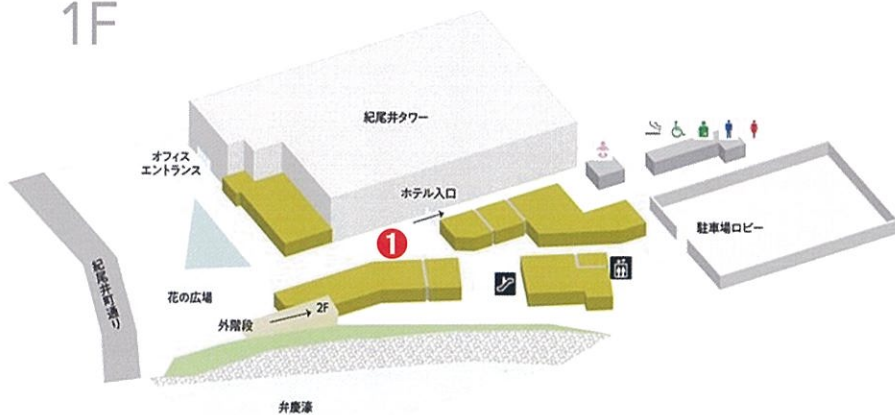 1F
紀尾井タワー
オフィス
エントランス
ホテル入口
1
駐車場ロビー
紀尾井町通り
花の広場
2F
外階段
弁慶濠